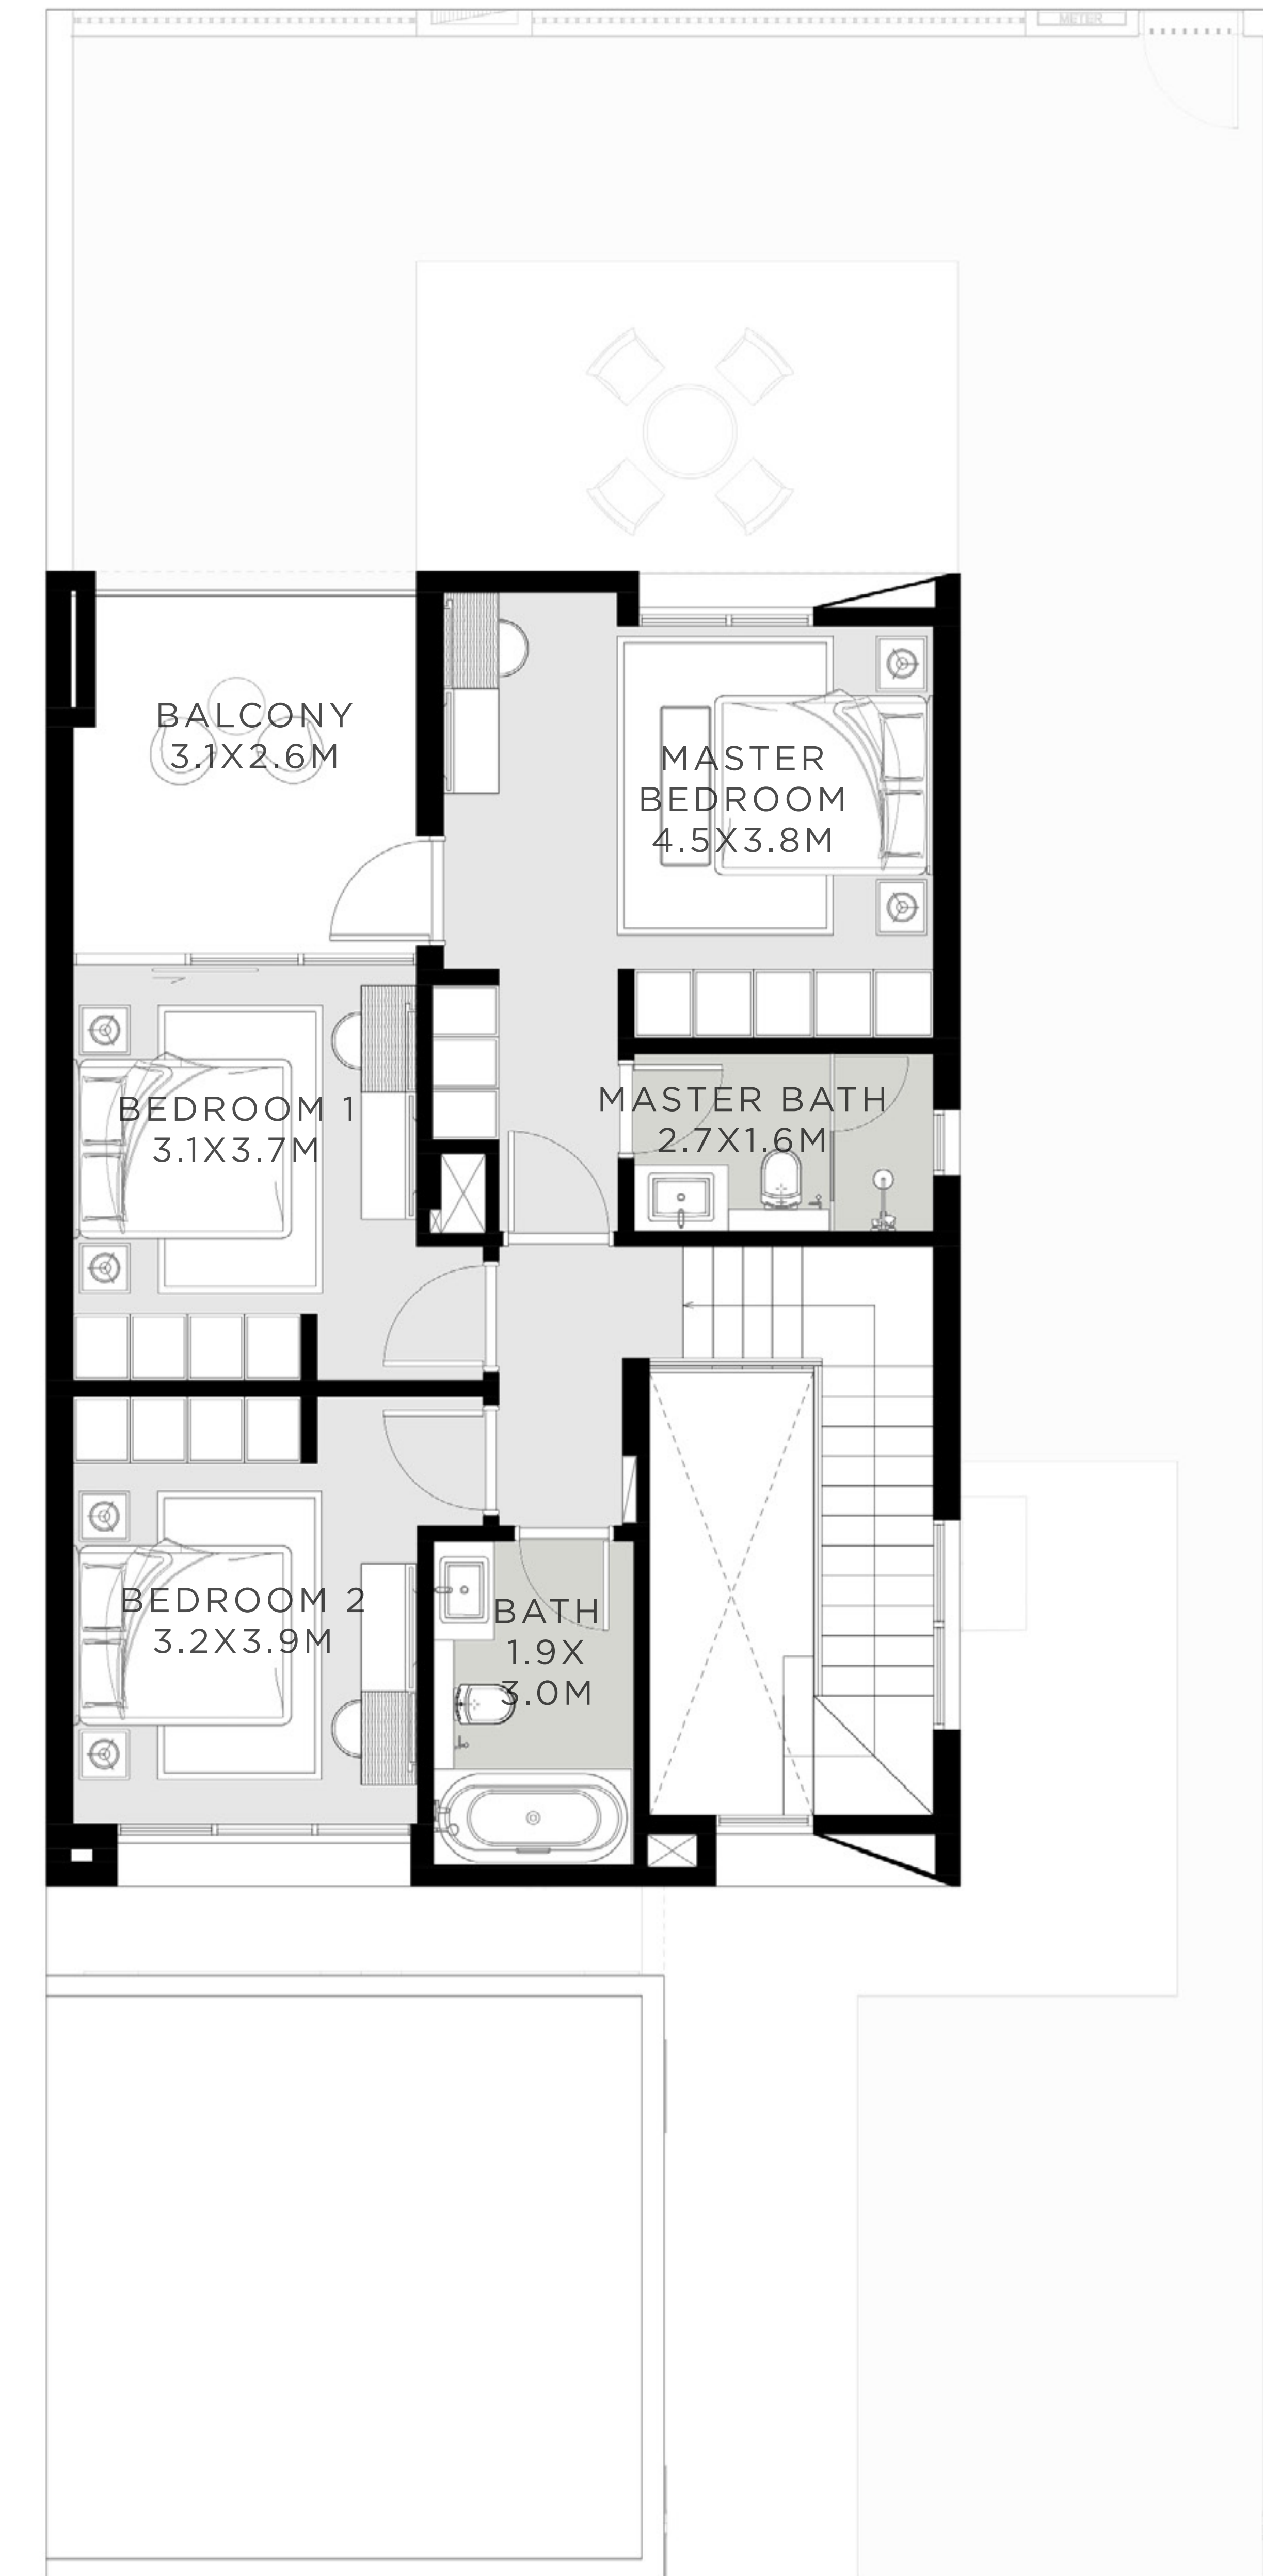 METER
BALCONY
3.1X2.6M
MASTER
BEDROOM
4.5X3.8M
MASTER BATH
2.7X1.6M
BEDROOM 1
3.1X3.7M
BEDROOM 2
3.2X3.9M
BATH
1.9X
3.0M